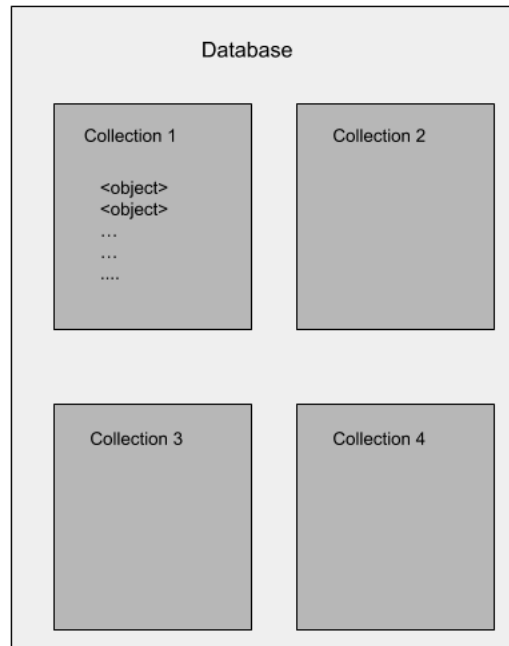 Database
Collection 1
<object>
<object>
…
…
....
Collection 2
Collection 3
Collection 4